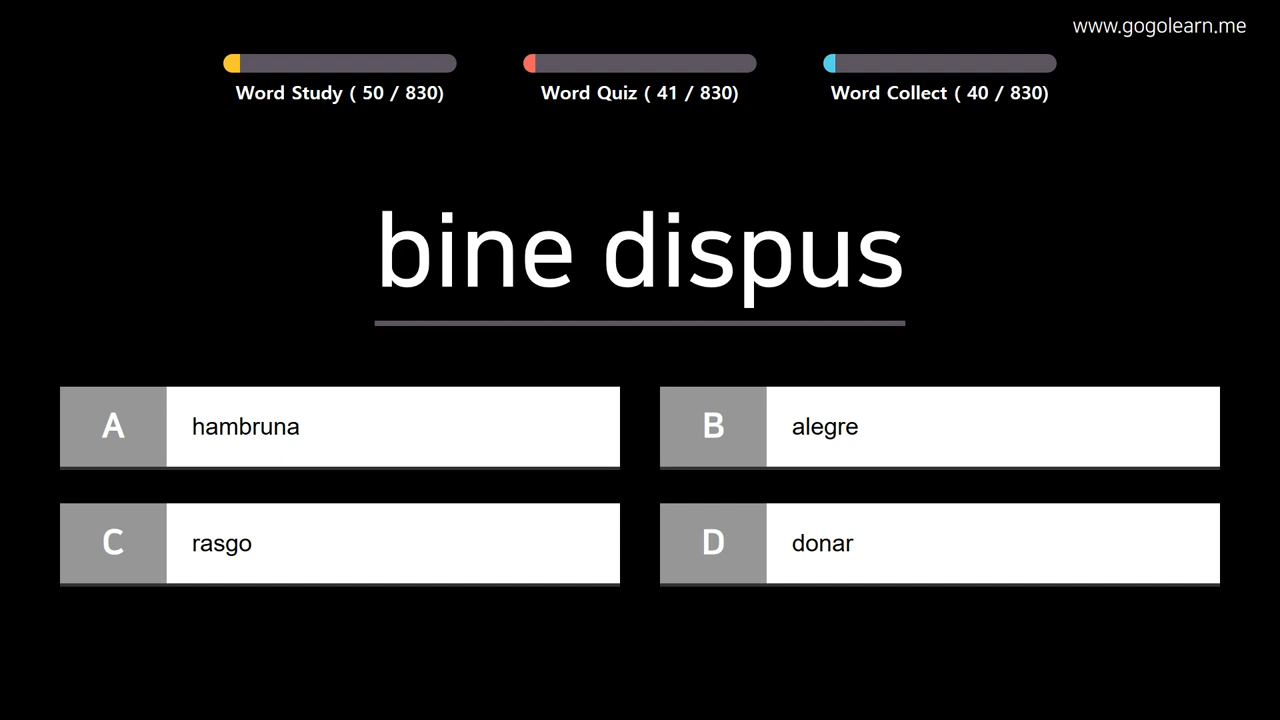 www.gogolearn.me
Word Study ( 50 / 830)
Word Quiz ( 41 / 830)
Word Collect ( 40 / 830)
bine dispus
A
hambruna
B
alegre
C
rasgo
D
donar